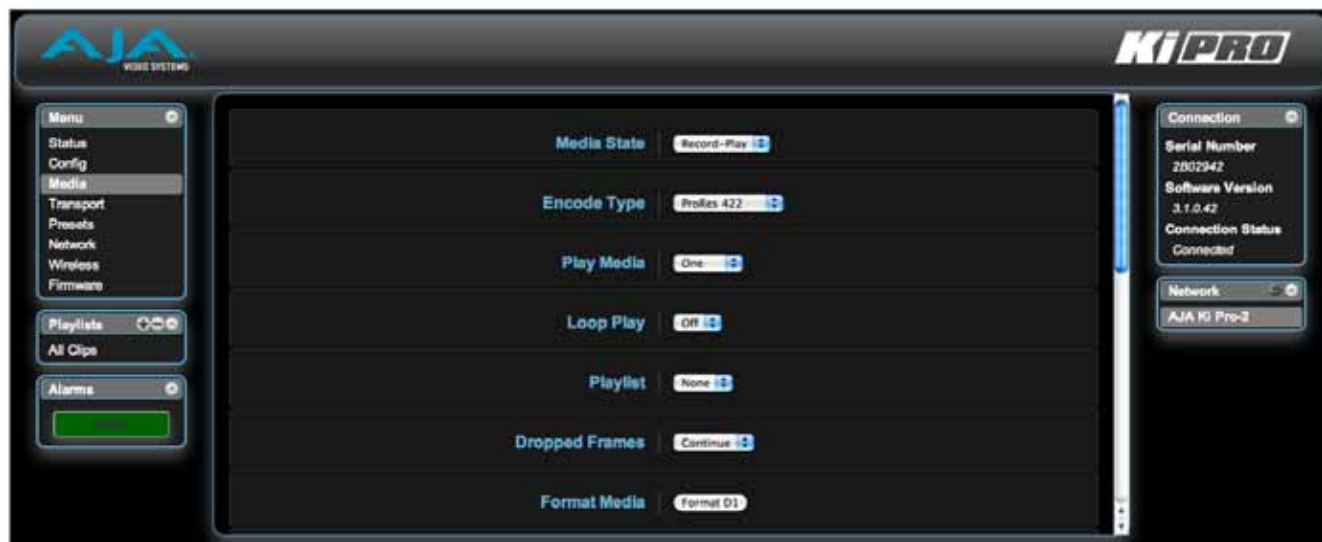 AJA
VIDEO SYSTEMS
Ki PRO
Menu
Status
Config
Media
Transport
Presets
Network
Wireless
Firmware
Playlists
All Clips
Alarms
Media State
Record-Play
Encode Type
ProRes 422
Play Media
One
Loop Play
Off
Playlist
None
Dropped Frames
Continue
Format Media
Format D1
Connection
Serial Number
2B02942
Software Version
3.1.0.42
Connection Status
Connected
Network
AJA Ki Pro-2